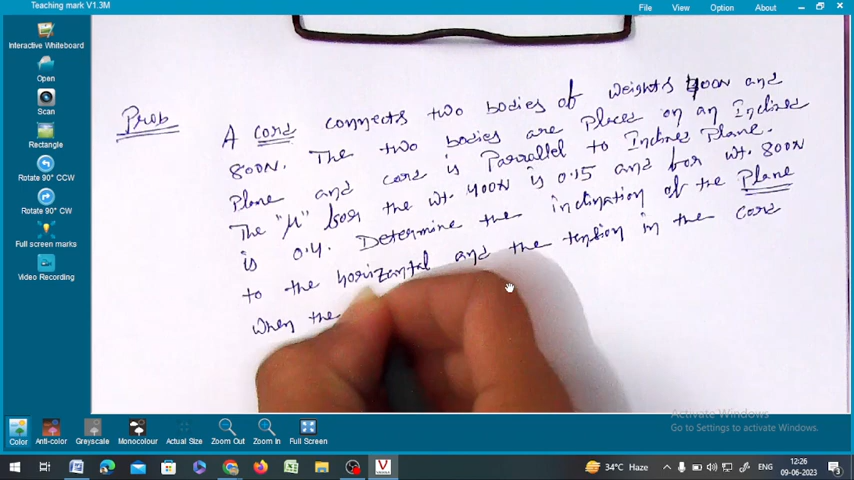 Teaching mark V1.3M
File View Option About
Interactive Whiteboard
Open
Scan
Rectangle
Rotate 90° CCW
Rotate 90° CW
Full screen marks
Video Recording
Prob
A cord connects two bodies of weights 400N and
800N. The two bodies are Places on an Inclined
Plane and cord is Parrallel to Inclined Plane.
The "μ" for the wt. 400N is 0.15 and for wt. 800N
is 0.4. Determine the inclination of the Plane
to the horizontal and the tension in the cord
When the
Activate Windows
Go to Settings to activate Windows.
Color Anti-color Greyscale Monocolour Actual Size Zoom Out Zoom In Full Screen
34°C Haze
ENG
12:26
09-06-2023